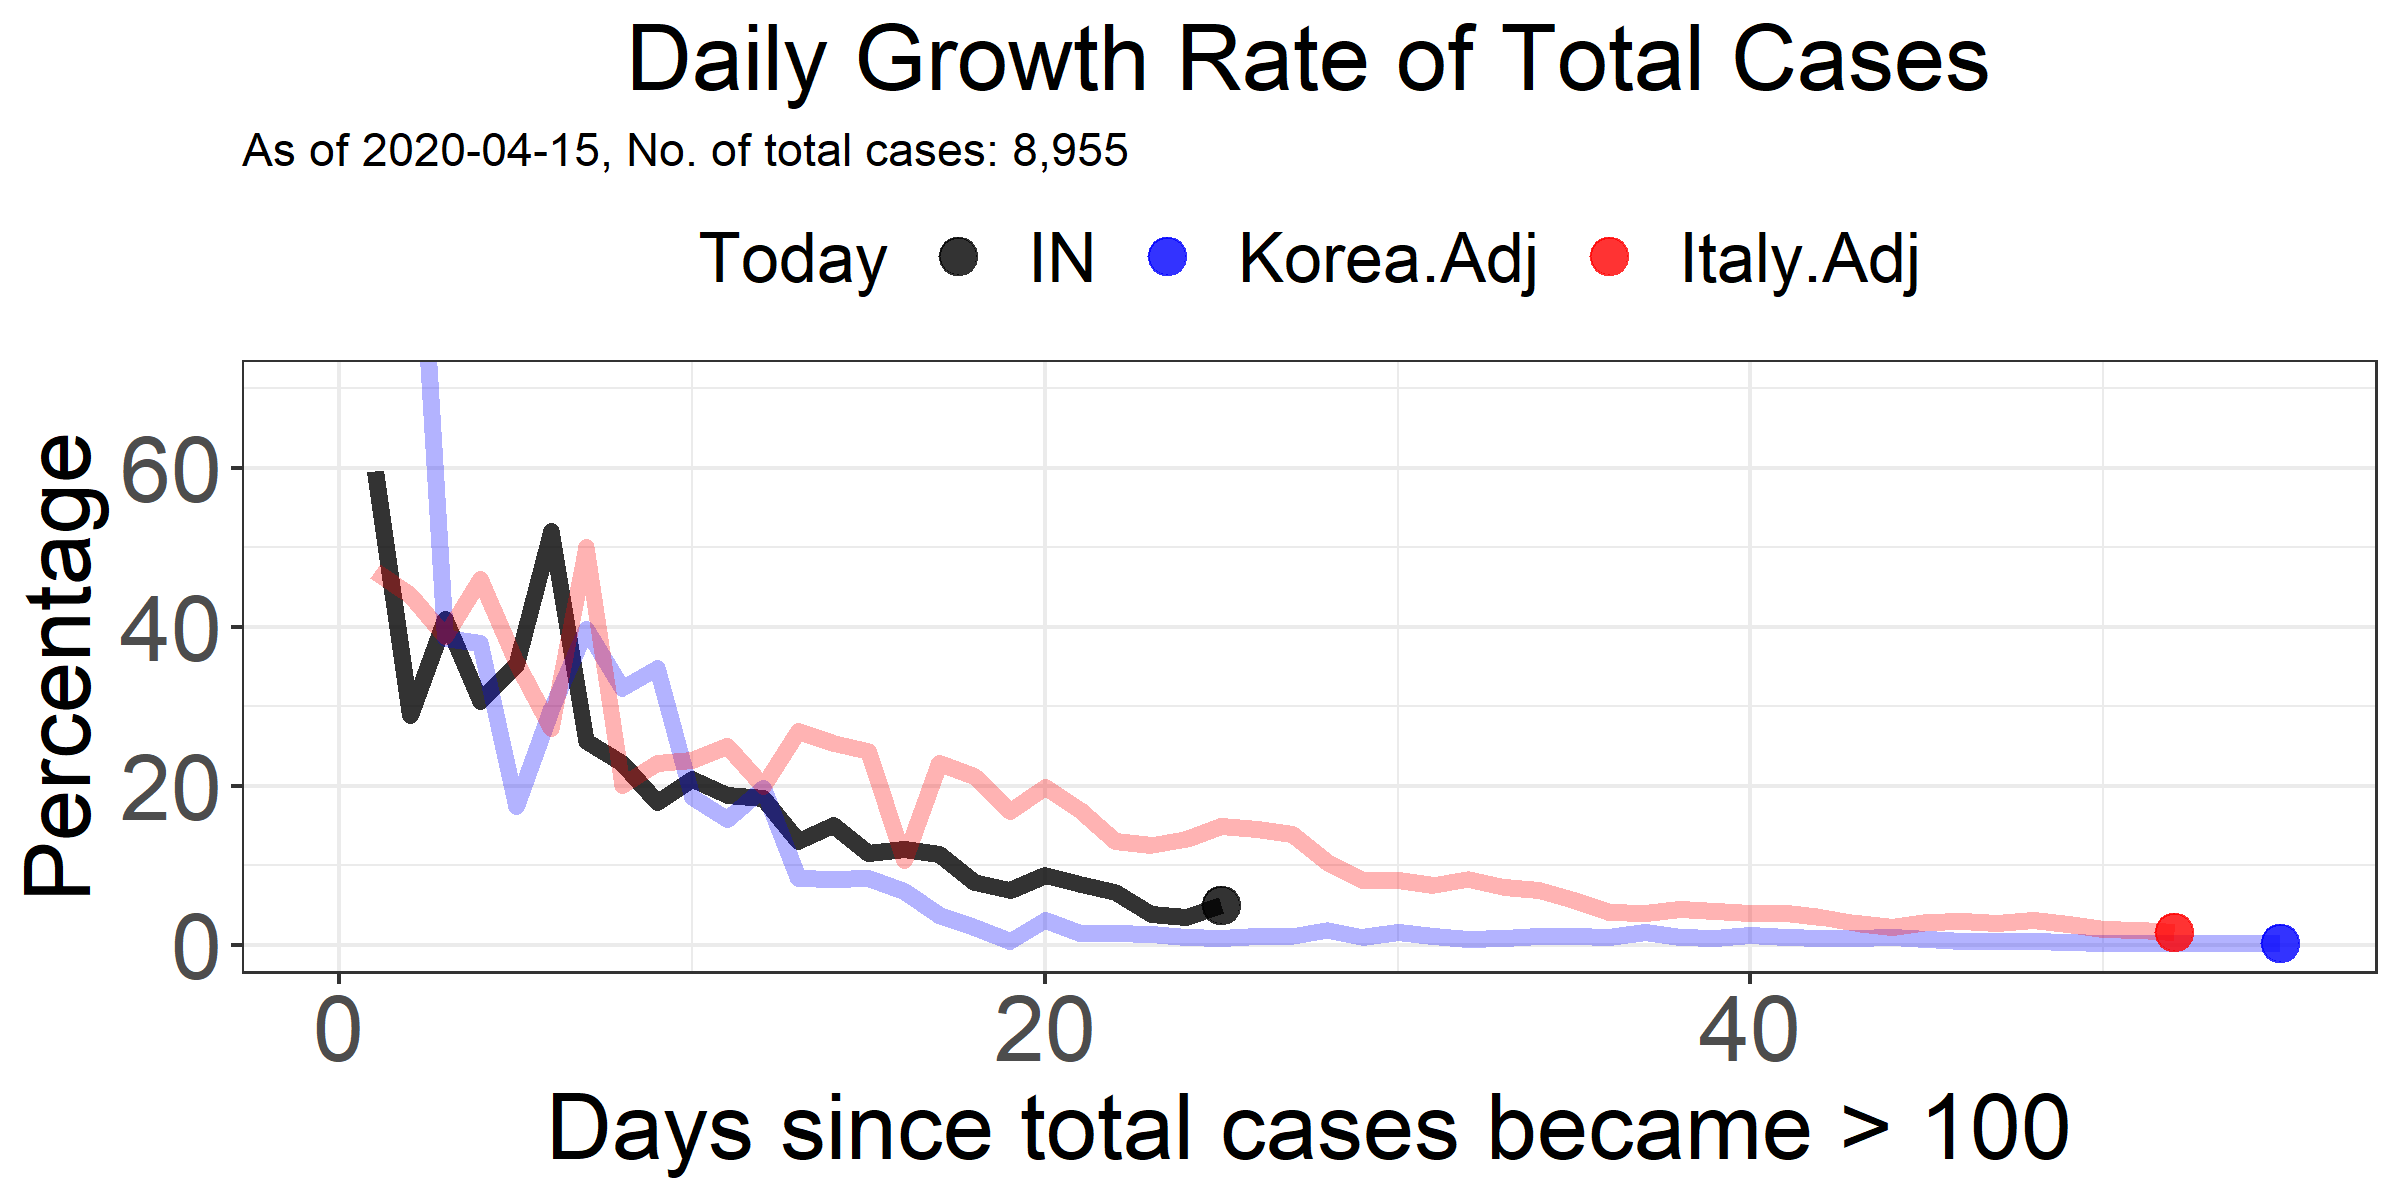 Daily Growth Rate of Total Cases
As of 2020-04-15, No. of total cases: 8,955
Today IN Korea.Adj Italy.Adj
Percentage
60
40
20
0
0 20 40
Days since total cases became > 100